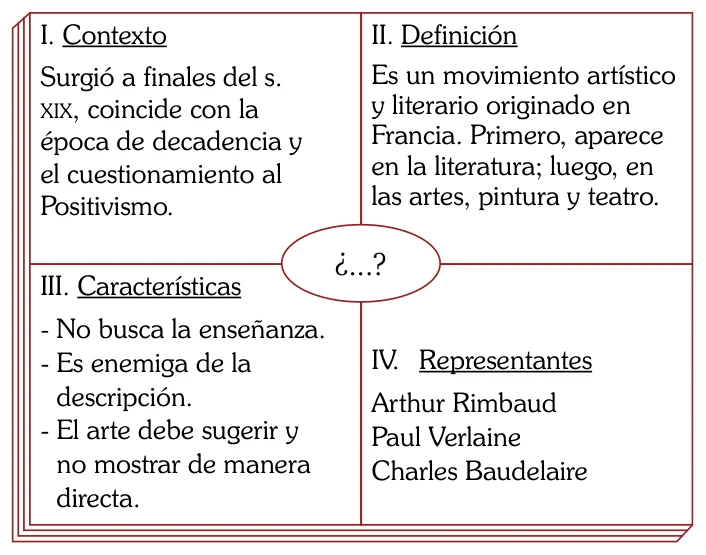 I. Contexto
Surgió a finales del s.
XIX, coincide con la
época de decadencia y
el cuestionamiento al
Positivismo.
II. Definición
Es un movimiento artístico
y literario originado en
Francia. Primero, aparece
en la literatura; luego, en
las artes, pintura y teatro.
¿...?
III. Características
- No busca la enseñanza.
- Es enemiga de la
descripción.
- El arte debe sugerir y
no mostrar de manera
directa.
IV. Representantes
Arthur Rimbaud
Paul Verlaine
Charles Baudelaire